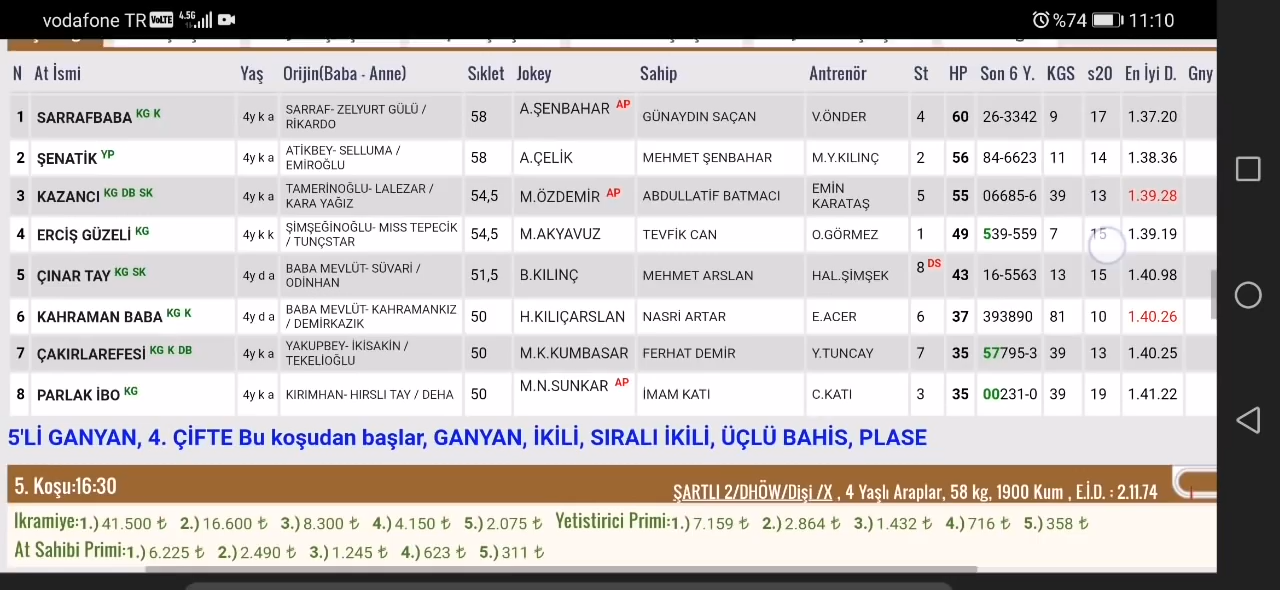 vodafone TR VoLTE 4.5G %74 11:10
N At İsmi Yaş Orijin(Baba - Anne) Sıklet Jokey Sahip Antrenör St HP Son 6 Y. KGS s20 En İyi D. Gny
1 SARRAFBABA KG K 4y k a SARRAF- ZELYURT GÜLÜ / RİKARDO 58 A.ŞENBAHAR AP GÜNAYDIN SAÇAN V.ÖNDER 4 60 26-3342 9 17 1.37.20
2 ŞENATİK YP 4y k a ATİKBEY- SELLUMA / EMİROĞLU 58 A.ÇELİK MEHMET ŞENBAHAR M.Y.KILINÇ 2 56 84-6623 11 14 1.38.36
3 KAZANCI KG DB SK 4y k a TAMERİNOĞLU- LALEZAR / KARA YAĞIZ 54,5 M.ÖZDEMİR AP ABDULLATİF BATMACI EMİN KARATAŞ 5 55 06685-6 39 13 1.39.28
4 ERCİŞ GÜZELİ KG 4y k k ŞİMŞEĞİNOĞLU- MISS TEPECİK / TUNÇSTAR 54,5 M.AKYAVUZ TEVFİK CAN O.GÖRMEZ 1 49 539-559 7 15 1.39.19
5 ÇINAR TAY KG SK 4y d a BABA MEVLÜT- SÜVARİ / ODİNHAN 51,5 B.KILINÇ MEHMET ARSLAN HAL.ŞİMŞEK 8 DS 43 16-5563 13 15 1.40.98
6 KAHRAMAN BABA KG K 4y d a BABA MEVLÜT- KAHRAMANKIZ / DEMİRKAZIK 50 H.KILIÇARSLAN NASRİ ARTAR E.ACER 6 37 393890 81 10 1.40.26
7 ÇAKIRLAREFESİ KG K DB 4y k a YAKUPBEY- İKİSAKİN / TEKELİOĞLU 50 M.K.KUMBASAR FERHAT DEMİR Y.TUNCAY 7 35 57795-3 39 13 1.40.25
8 PARLAK İBO KG 4y k a KIRIMHAN- HIRSLI TAY / DEHA 50 M.N.SUNKAR AP İMAM KATI C.KATI 3 35 00231-0 39 19 1.41.22
5'Lİ GANYAN, 4. ÇİFTE Bu koşudan başlar, GANYAN, İKİLİ, SIRALI İKİLİ, ÜÇLÜ BAHİS, PLASE
5. Koşu:16:30 ŞARTLI 2/DHÖW/Dişi /X , 4 Yaşlı Araplar, 58 kg, 1900 Kum , E.İ.D. : 2.11.74
Ikramiye:1.) 41.500 ₺ 2.) 16.600 ₺ 3.) 8.300 ₺ 4.) 4.150 ₺ 5.) 2.075 ₺ Yetistirici Primi:1.) 7.159 ₺ 2.) 2.864 ₺ 3.) 1.432 ₺ 4.) 716 ₺ 5.) 358 ₺
At Sahibi Primi:1.) 6.225 ₺ 2.) 2.490 ₺ 3.) 1.245 ₺ 4.) 623 ₺ 5.) 311 ₺